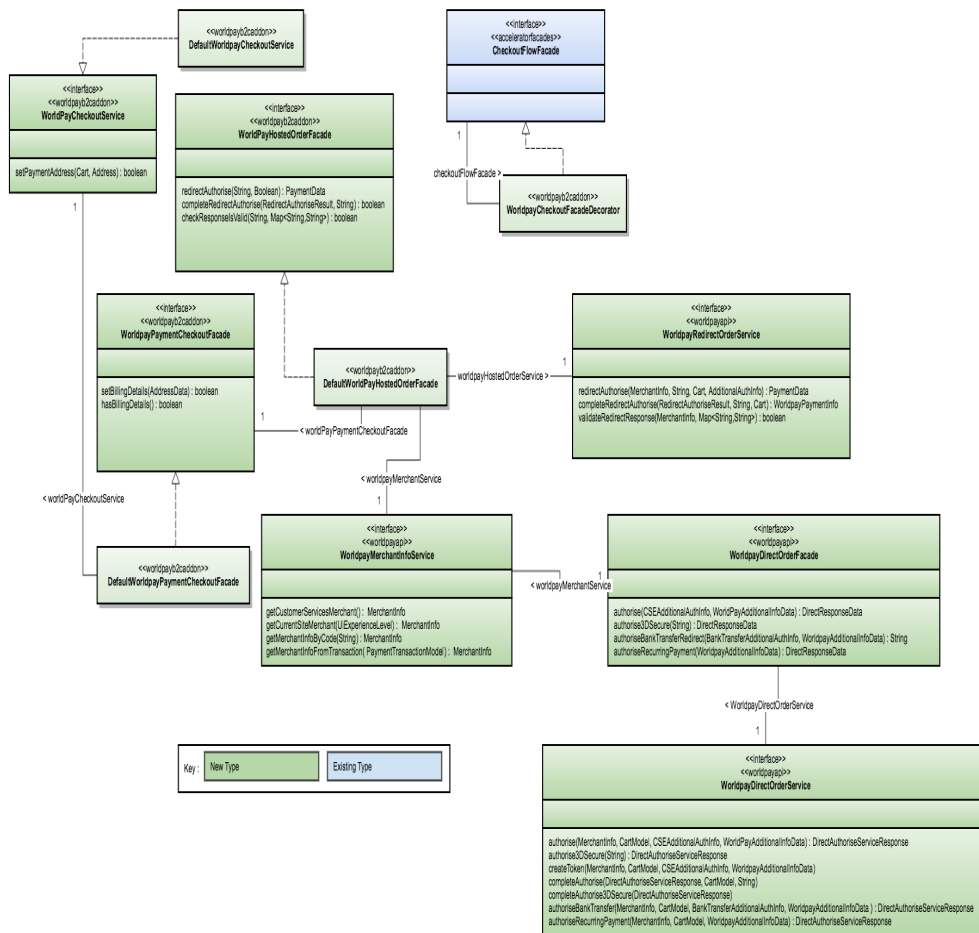 <<worldpayb2caddon>>
DefaultWorldpayCheckoutService
<<interface>>
<<acceleratorfacades>>
CheckoutFlowFacade
<<interface>>
<<worldpayb2caddon>>
WorldPayCheckoutService
setPaymentAddress(Cart, Address) : boolean
1
<<interface>>
<<worldpayb2caddon>>
WorldPayHostedOrderFacade
redirectAuthorise(String, Boolean) : PaymentData
completeRedirectAuthorise(RedirectAuthoriseResult, String) : boolean
checkResponseIsValid(String, Map<String,String>) : boolean
1
checkoutFlowFacade >
<<worldpayb2caddon>>
WorldpayCheckoutFacadeDecorator
<<interface>>
<<worldpayb2caddon>>
WorldpayPaymentCheckoutFacade
setBillingDetails(AddressData) : boolean
hasBillingDetails() : boolean
1
< worldPayPaymentCheckoutFacade
<<worldpayb2caddon>>
DefaultWorldPayHostedOrderFacade
worldpayHostedOrderService >
1
<<interface>>
<<worldpayapi>>
WorldpayRedirectOrderService
redirectAuthorise(MerchantInfo, String, Cart, AdditionalAuthInfo) : PaymentData
completeRedirectAuthorise(RedirectAuthoriseResult, String, Cart) : WorldpayPaymentInfo
validateRedirectResponse(MerchantInfo, Map<String,String>) : boolean
< worldpayMerchantService
1
< worldPayCheckoutService
<<worldpayb2caddon>>
DefaultWorldpayPaymentCheckoutFacade
<<interface>>
<<worldpayapi>>
WorldpayMerchantInfoService
getCustomerServicesMerchant() : MerchantInfo
getCurrentSiteMerchant(UiExperienceLevel) : MerchantInfo
getMerchantInfoByCode(String) : MerchantInfo
getMerchantInfoFromTransaction( PaymentTransactionModel) : MerchantInfo
1
< worldpayMerchantService
<<interface>>
<<worldpayapi>>
WorldpayDirectOrderFacade
authorise(CSEAdditionalAuthInfo, WorldPayAdditionalInfoData) : DirectResponseData
authorise3DSecure(String) : DirectResponseData
authoriseBankTransferRedirect(BankTransferAdditionalAuthInfo, WorldpayAdditionalInfoData) : String
authoriseRecurringPayment(WorldpayAdditionalInfoData) : DirectResponseData
< WorldpayDirectOrderService
1
Key :
New Type
Existing Type
<<interface>>
<<worldpayapi>>
WorldpayDirectOrderService
authorise(MerchantInfo, CartModel, CSEAdditionalAuthInfo, WorldPayAdditionalInfoData) : DirectAuthoriseServiceResponse
authorise3DSecure(String) : DirectAuthoriseServiceResponse
createToken(MerchantInfo, CartModel, CSEAdditionalAuthInfo, WorldpayAdditionalInfoData)
completeAuthorise(DirectAuthoriseServiceResponse, CartModel, String)
completeAuthorise3DSecure(DirectAuthoriseServiceResponse)
authoriseBankTransfer(MerchantInfo, CartModel, BankTransferAdditionalAuthInfo, WorldpayAdditionalInfoData ) : DirectAuthoriseServiceResponse
authoriseRecurringPayment(MerchantInfo, CartModel, WorldpayAdditionalInfoData) : DirectAuthoriseServiceResponse